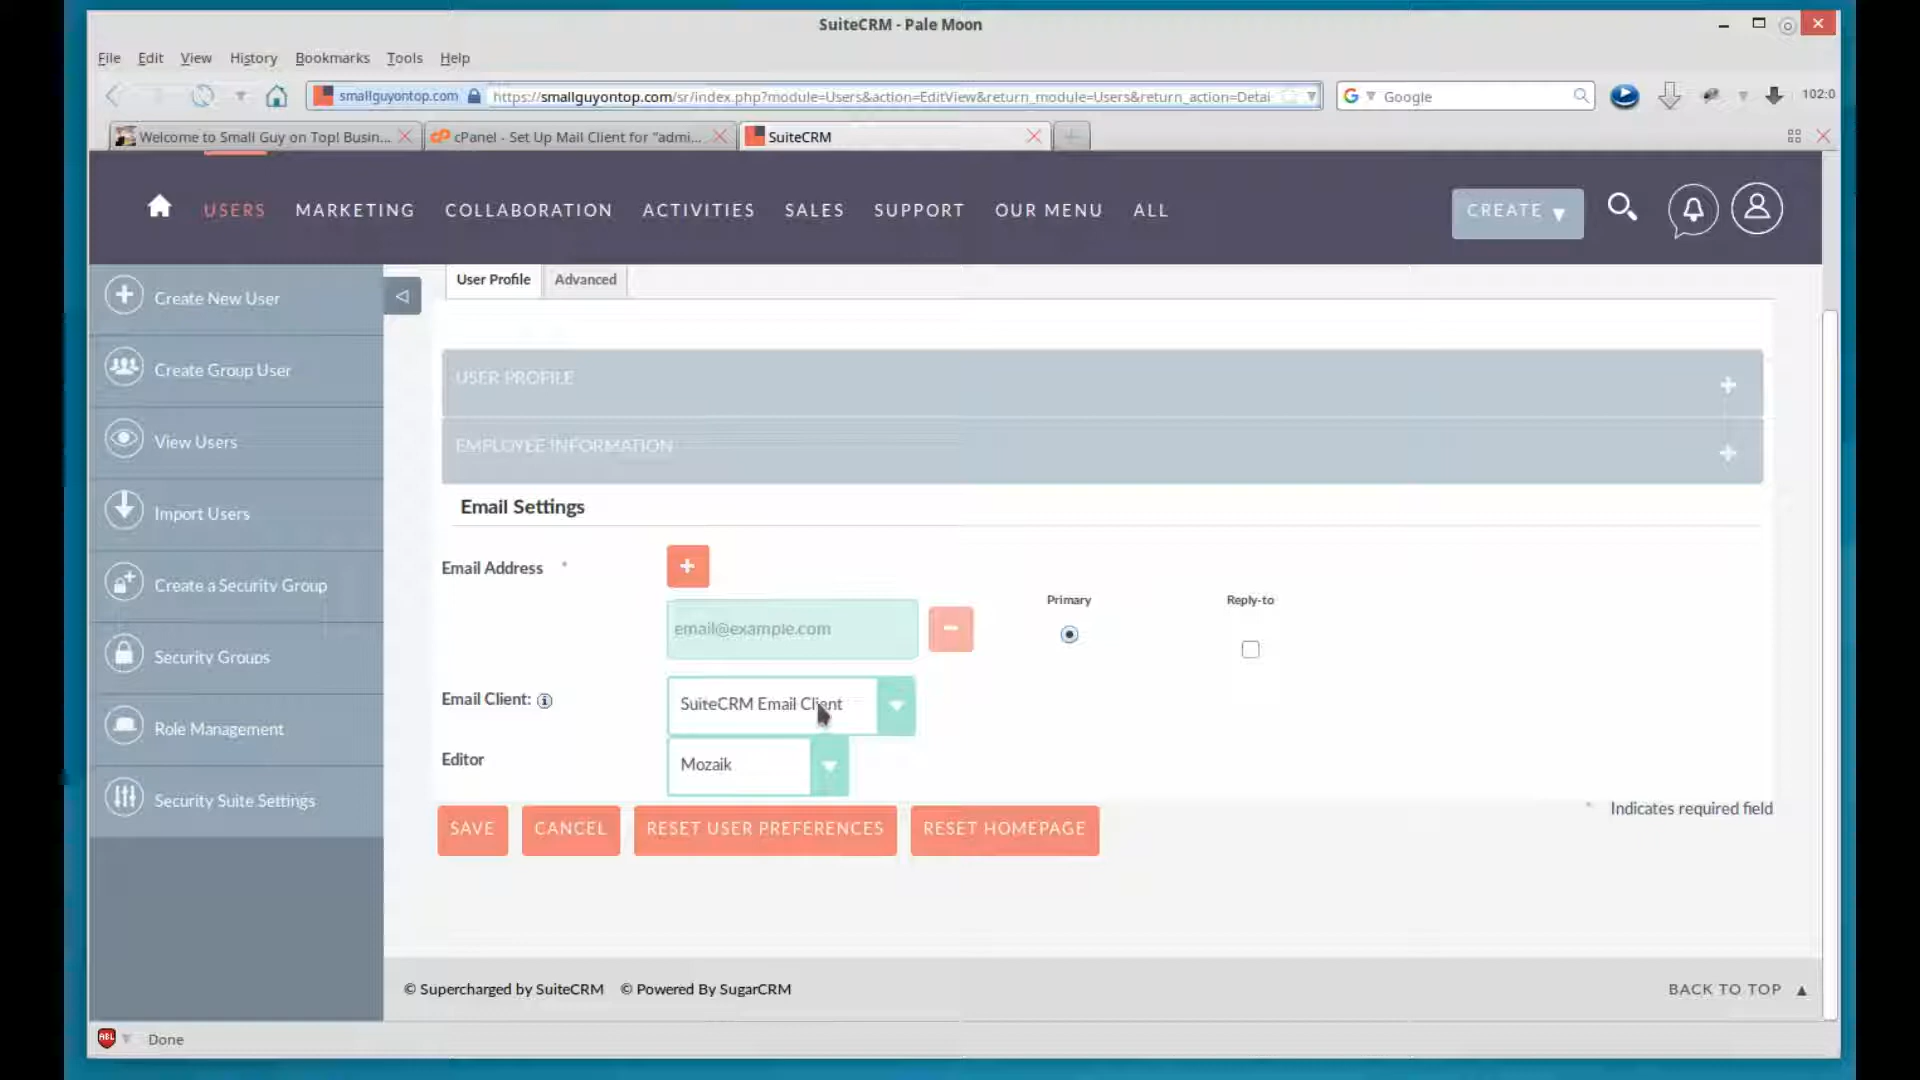 SuiteCRM - Pale Moon
File Edit View History Bookmarks Tools Help
smallguyontop.com https://smallguyontop.com/sr/index.php?module=Users&action=EditView&return_module=Users&return_action=Detai Google 102:0
Welcome to Small Guy on Top! Busin... cPanel - Set Up Mail Client for "admi... SuiteCRM
USERS MARKETING COLLABORATION ACTIVITIES SALES SUPPORT OUR MENU ALL CREATE
User Profile Advanced
Create New User
Create Group User
View Users
Import Users
Create a Security Group
Security Groups
Role Management
Security Suite Settings
USER PROFILE
EMPLOYEE INFORMATION
Email Settings
Email Address *
Primary Reply-to
email@example.com
Email Client: SuiteCRM Email Client
Editor Mozaik
* Indicates required field
SAVE CANCEL RESET USER PREFERENCES RESET HOMEPAGE
© Supercharged by SuiteCRM © Powered By SugarCRM BACK TO TOP
ABL Done